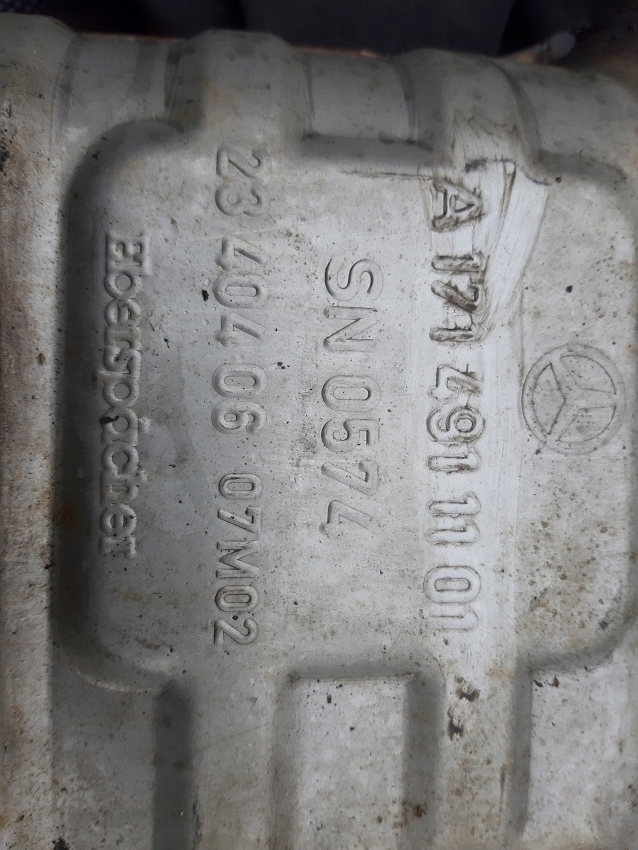 A 171 491 11 01
SN 0574
23 404 06 07M02
Eberspächer